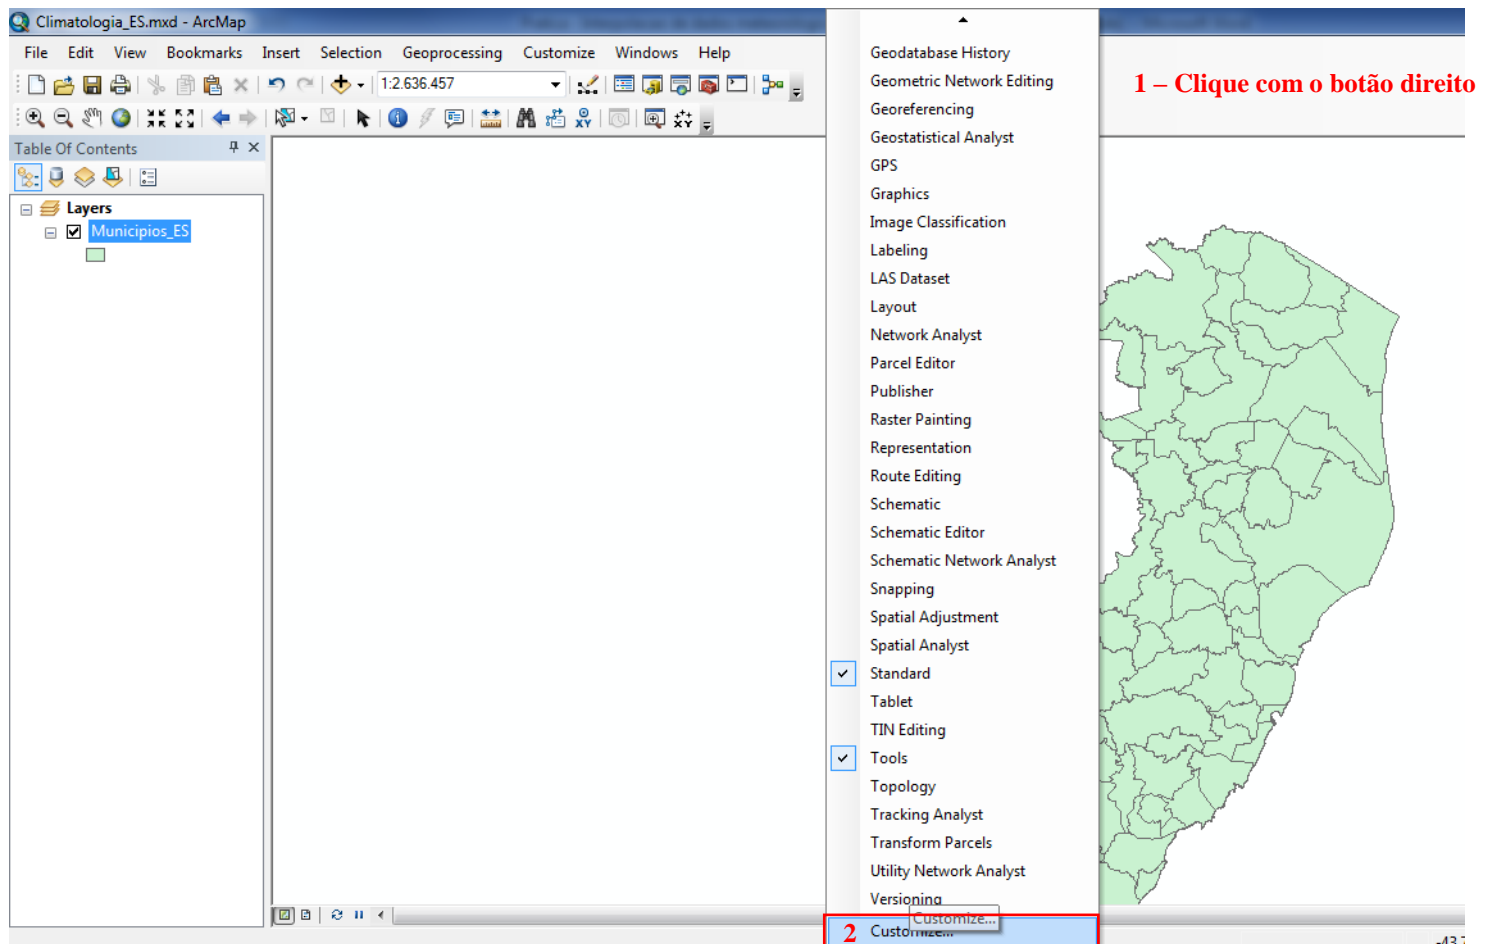 Climatologia_ES.mxd - ArcMap
File Edit View Bookmarks Insert Selection Geoprocessing Customize Windows Help
1:2.636.457
1 – Clique com o botão direito
Table Of Contents
Layers
Municipios_ES
Geodatabase History
Geometric Network Editing
Georeferencing
Geostatistical Analyst
GPS
Graphics
Image Classification
Labeling
LAS Dataset
Layout
Network Analyst
Parcel Editor
Publisher
Raster Painting
Representation
Route Editing
Schematic
Schematic Editor
Schematic Network Analyst
Snapping
Spatial Adjustment
Spatial Analyst
Standard
Tablet
TIN Editing
Tools
Topology
Tracking Analyst
Transform Parcels
Utility Network Analyst
Versioning
Customize...
2 Customize...
-43.7